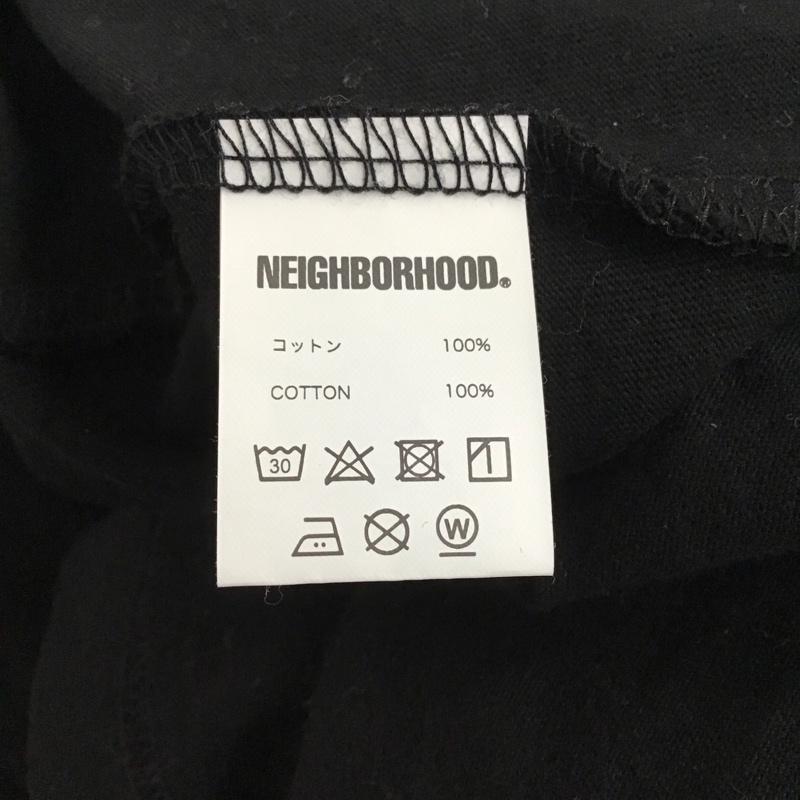 NEIGHBORHOOD®
コットン 100%
COTTON 100%
30
W